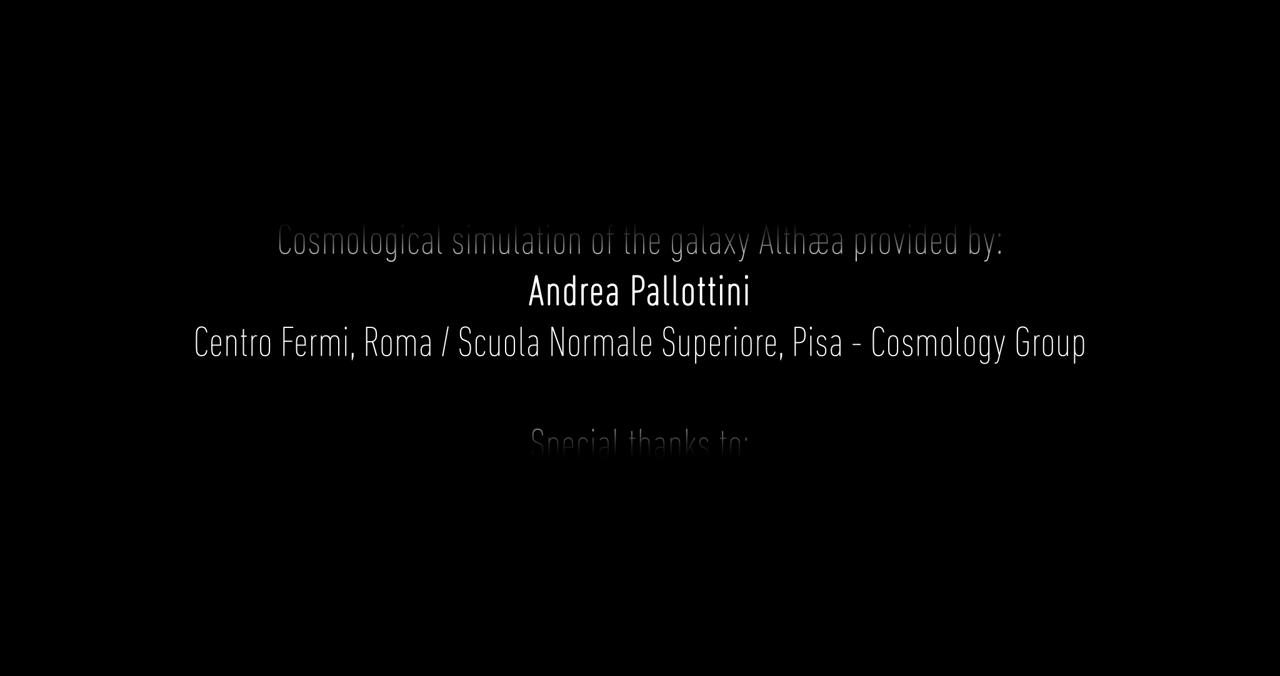 Cosmological simulation of the galaxy Althæa provided by:
Andrea Pallottini
Centro Fermi, Roma / Scuola Normale Superiore, Pisa - Cosmology Group
Special thanks to: